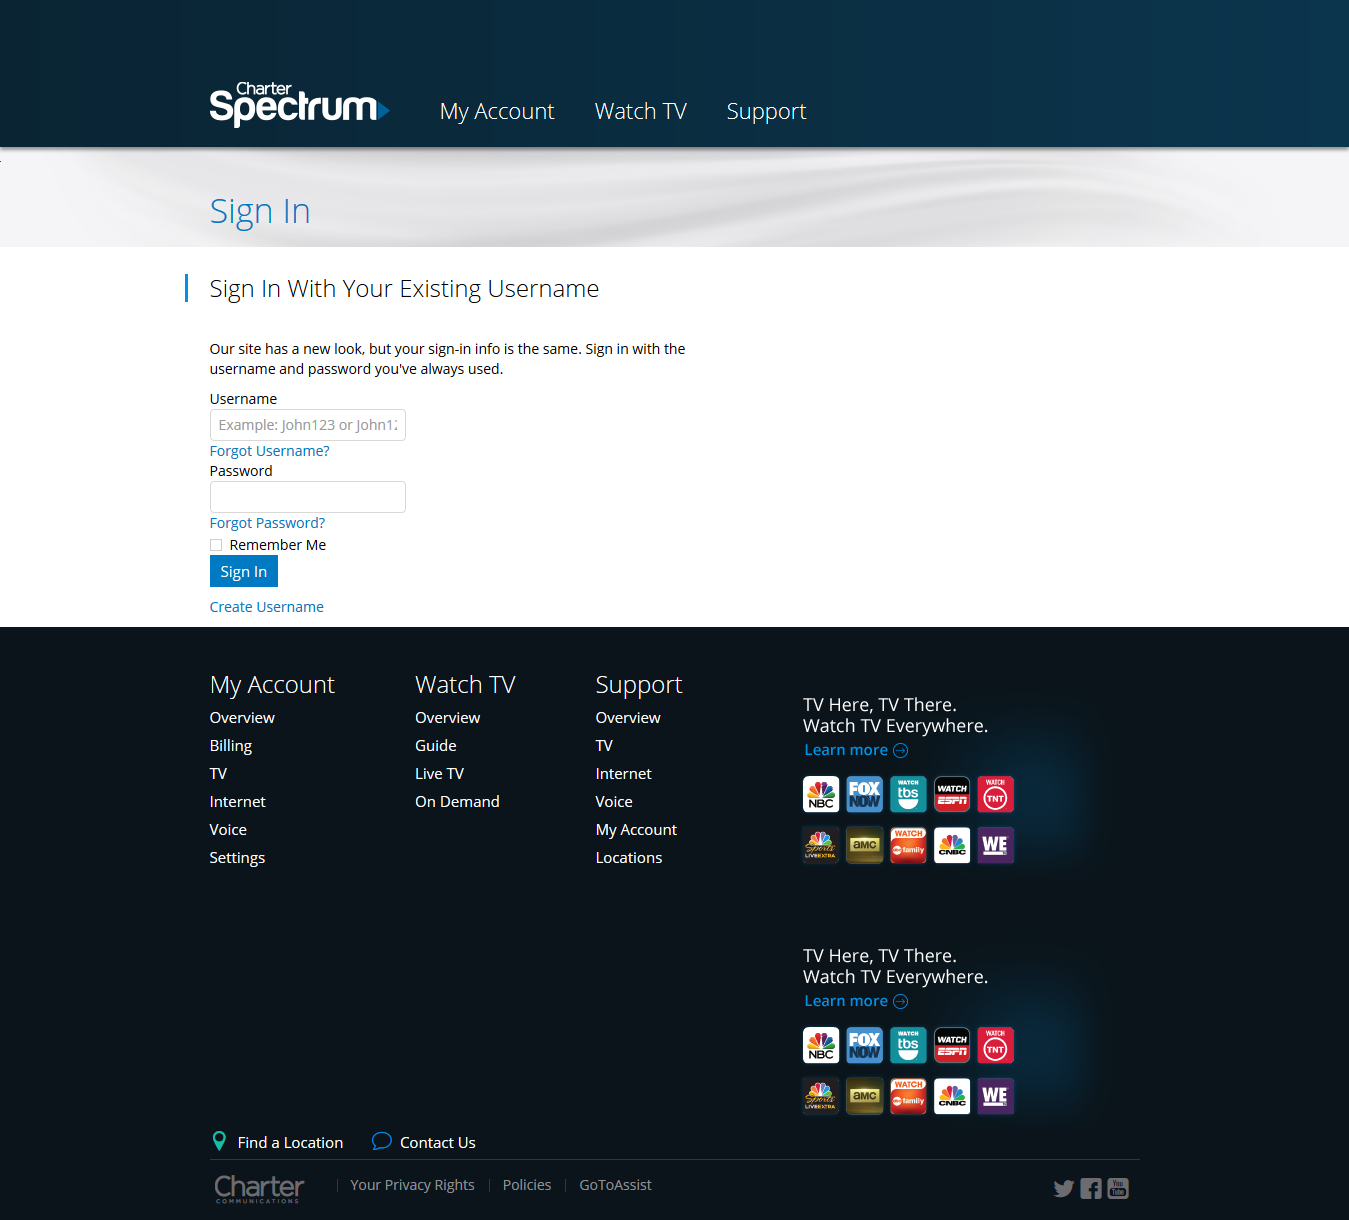 Charter
Spectrum
My Account
Watch TV
Support
Sign In
Sign In With Your Existing Username
Our site has a new look, but your sign-in info is the same. Sign in with the
username and password you've always used.
Username
Example: John123 or John12
Forgot Username?
Password
Forgot Password?
Remember Me
Sign In
Create Username
My Account
Overview
Billing
TV
Internet
Voice
Settings
Watch TV
Overview
Guide
Live TV
On Demand
Support
Overview
TV
Internet
Voice
My Account
Locations
TV Here, TV There.
Watch TV Everywhere.
Learn more
NBC
FOX NOW
WATCH tbs
WATCH ESPN
WATCH TNT
Sports LIVE EXTRA
amc
WATCH abc family
CNBC
WE tv
TV Here, TV There.
Watch TV Everywhere.
Learn more
NBC
FOX NOW
WATCH tbs
WATCH ESPN
WATCH TNT
Sports LIVE EXTRA
amc
WATCH abc family
CNBC
WE tv
Find a Location
Contact Us
Charter
COMMUNICATIONS
Your Privacy Rights
Policies
GoToAssist
You Tube